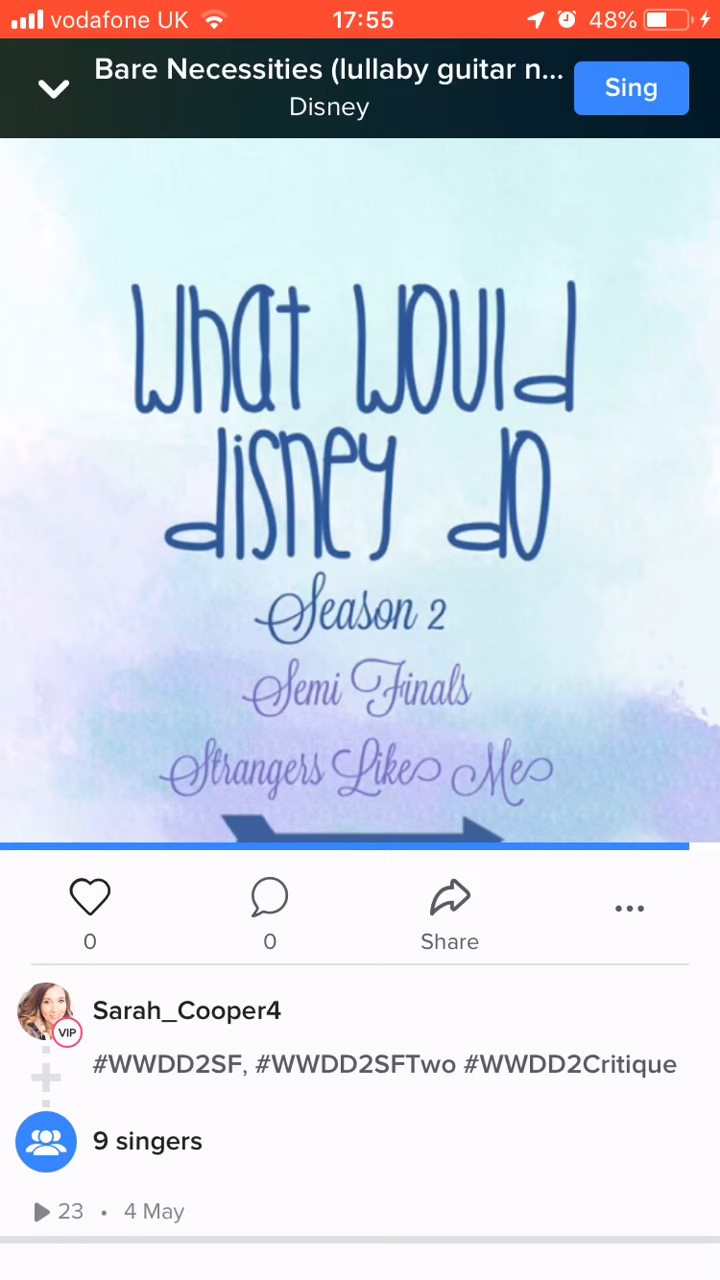 vodafone UK 17:55 48%
Bare Necessities (lullaby guitar n...
Disney
Sing
What Would
Disney Do
Season 2
Semi Finals
Strangers Like Me
0 0 Share
Sarah_Cooper4
VIP
#WWDD2SF, #WWDD2SFTwo #WWDD2Critique
9 singers
23 • 4 May